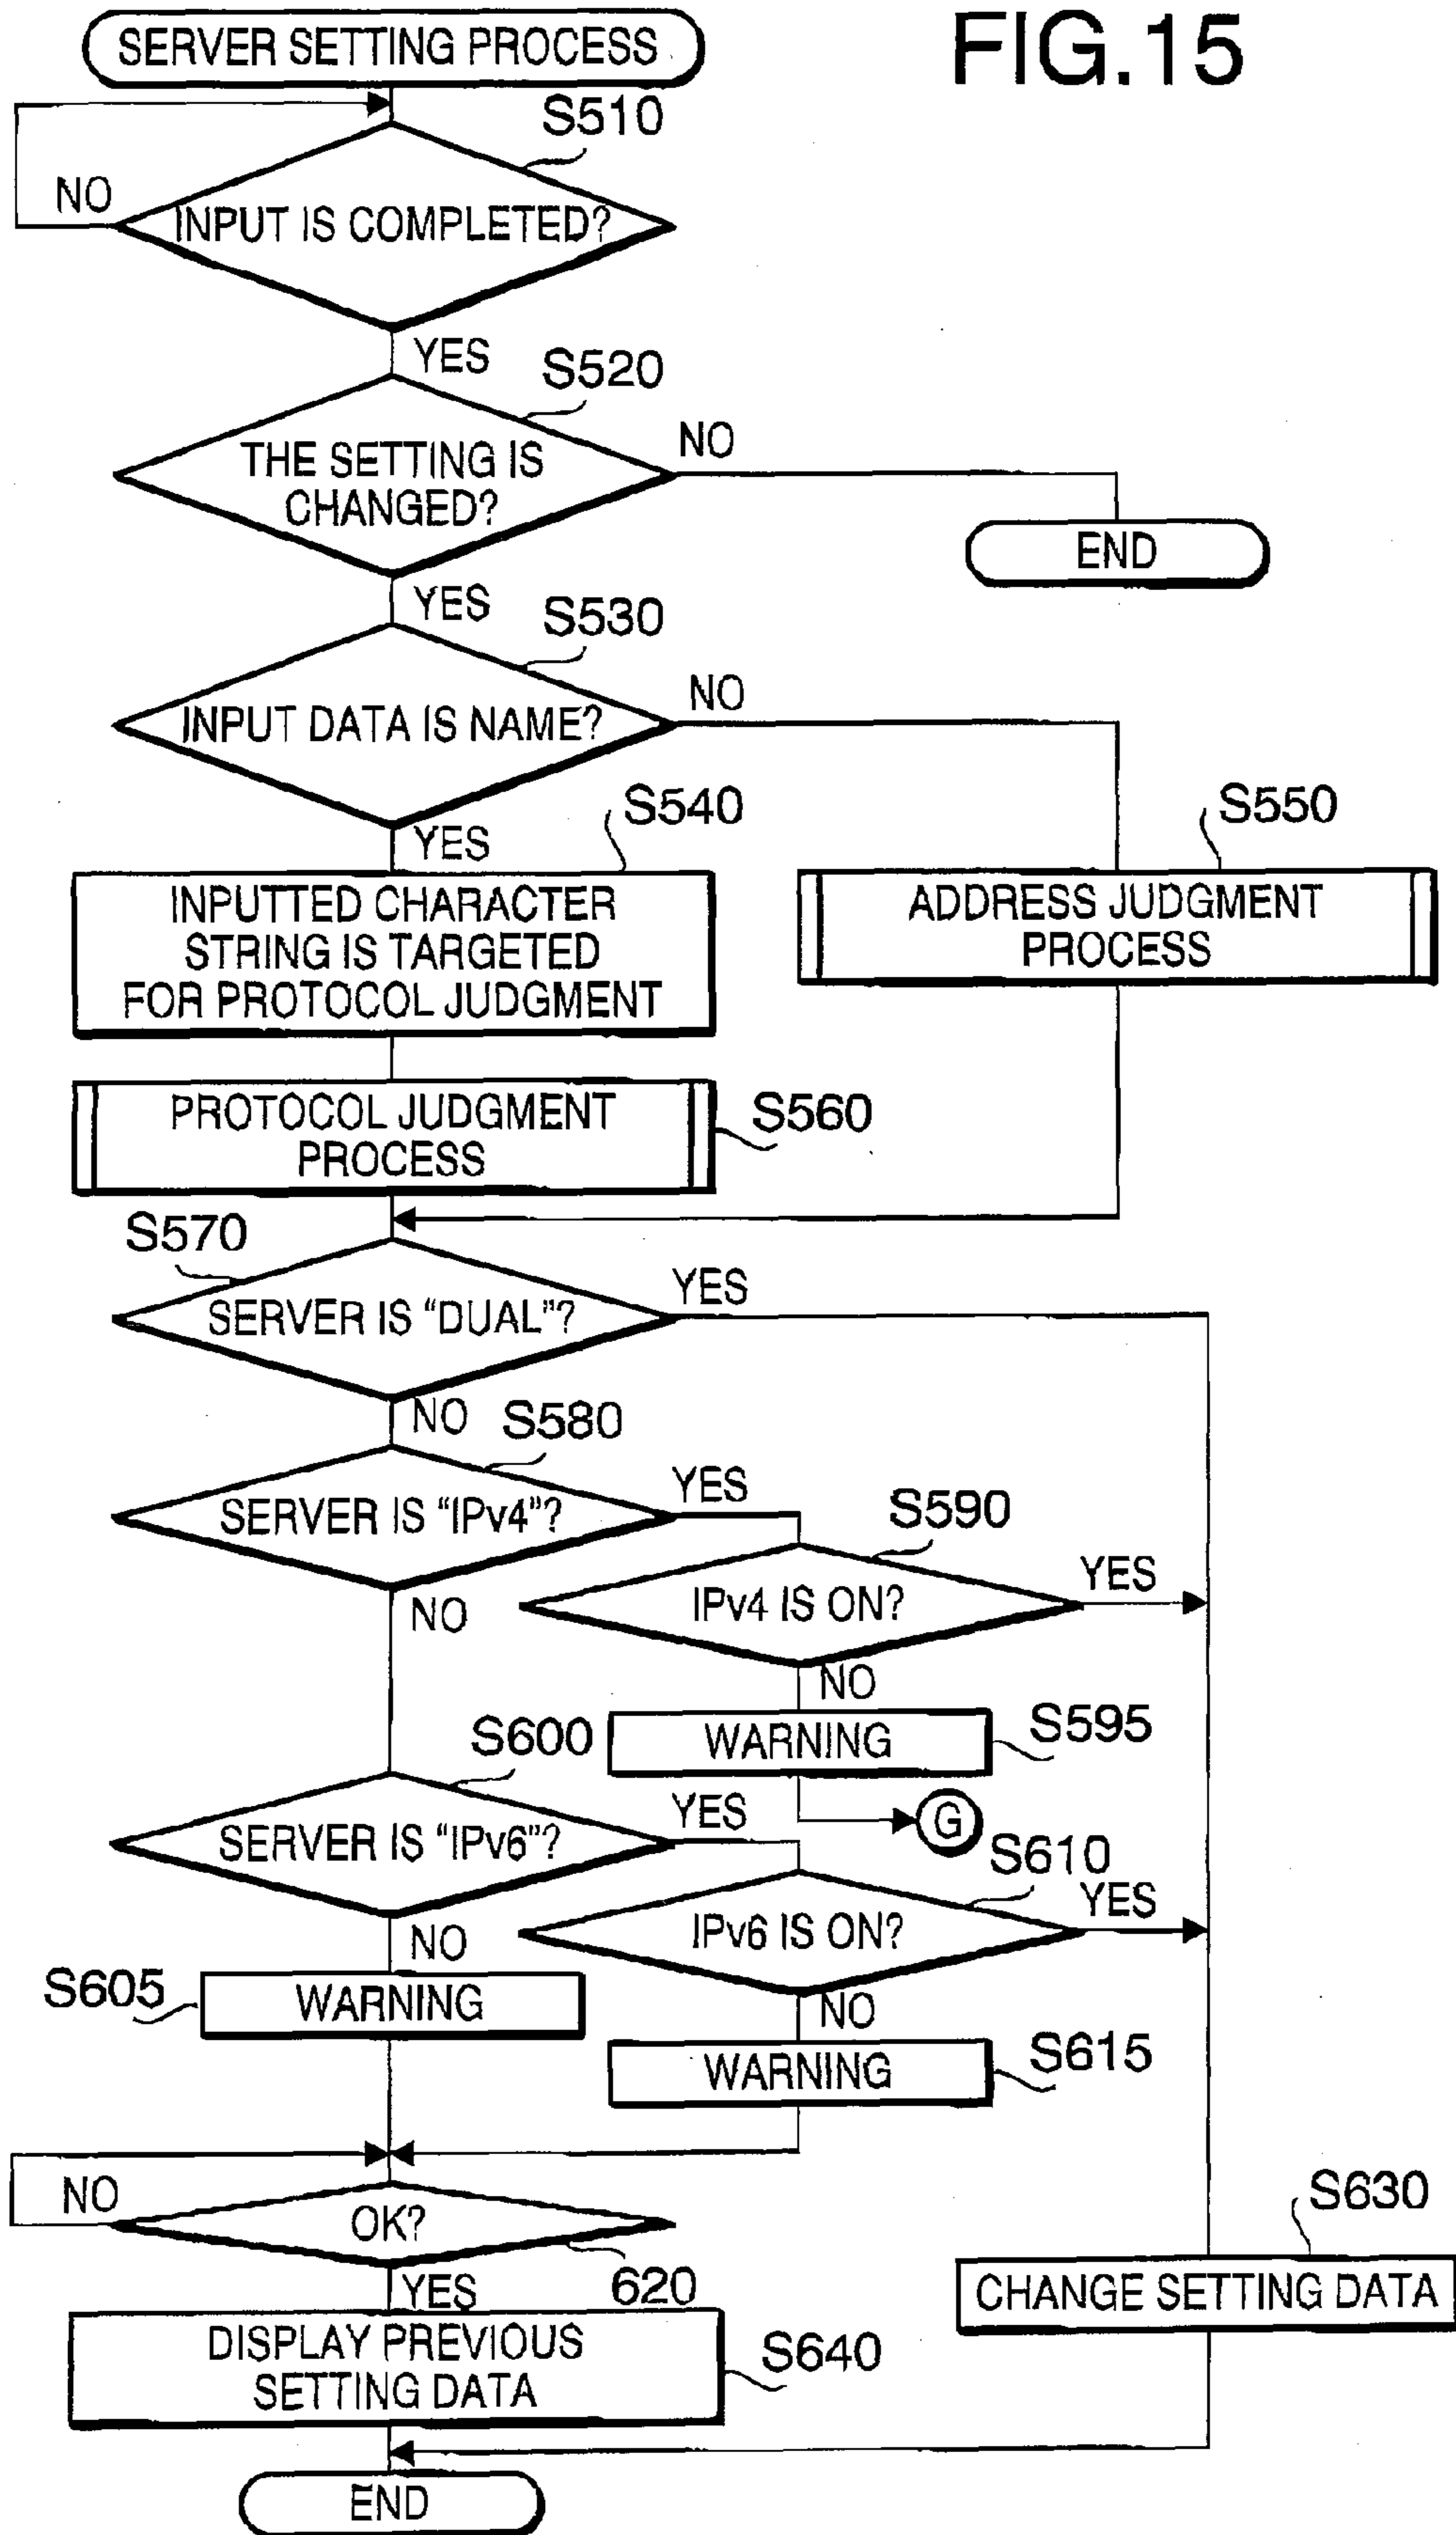 FIG.15
SERVER SETTING PROCESS
S510
NO
INPUT IS COMPLETED?
YES
S520
THE SETTING IS
CHANGED?
NO
END
YES
S530
INPUT DATA IS NAME?
NO
YES
S540
S550
INPUTTED CHARACTER
STRING IS TARGETED
FOR PROTOCOL JUDGMENT
ADDRESS JUDGMENT
PROCESS
PROTOCOL JUDGMENT
PROCESS
S560
S570
SERVER IS “DUAL”?
YES
NO
S580
SERVER IS “IPv4”?
YES
S590
NO
IPv4 IS ON?
YES
NO
WARNING
S595
G
S600
SERVER IS “IPv6”?
YES
S610
NO
IPv6 IS ON?
YES
S605
WARNING
NO
WARNING
S615
NO
OK?
620
YES
S630
CHANGE SETTING DATA
DISPLAY PREVIOUS
SETTING DATA
S640
END